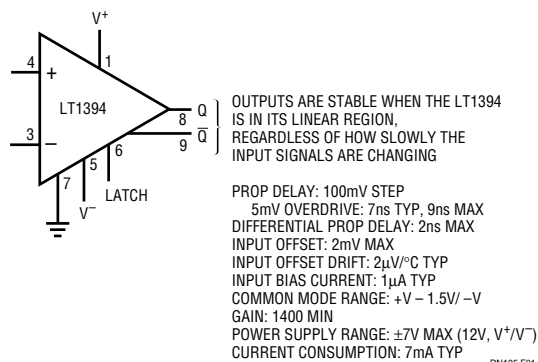 V+
4
+
1
LT1394
Q
8
3
–
Q̅
9
6
5
7
LATCH
V–
OUTPUTS ARE STABLE WHEN THE LT1394
IS IN ITS LINEAR REGION,
REGARDLESS OF HOW SLOWLY THE
INPUT SIGNALS ARE CHANGING
PROP DELAY: 100mV STEP
5mV OVERDRIVE: 7ns TYP, 9ns MAX
DIFFERENTIAL PROP DELAY: 2ns MAX
INPUT OFFSET: 2mV MAX
INPUT OFFSET DRIFT: 2µV/°C TYP
INPUT BIAS CURRENT: 1µA TYP
COMMON MODE RANGE: +V – 1.5V/ –V
GAIN: 1400 MIN
POWER SUPPLY RANGE: ±7V MAX (12V, V+/V–)
CURRENT CONSUMPTION: 7mA TYP